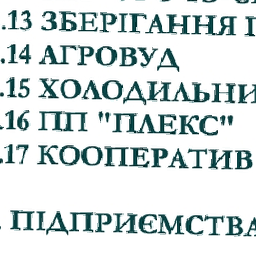 .13 ЗБЕРІГАННЯ
.14 АГРОВУД
.15 ХОЛОДИЛЬНИ
.16 ПП "ПЛЕКС"
.17 КООПЕРАТИВ
. ПІДПРИЄМСТВА